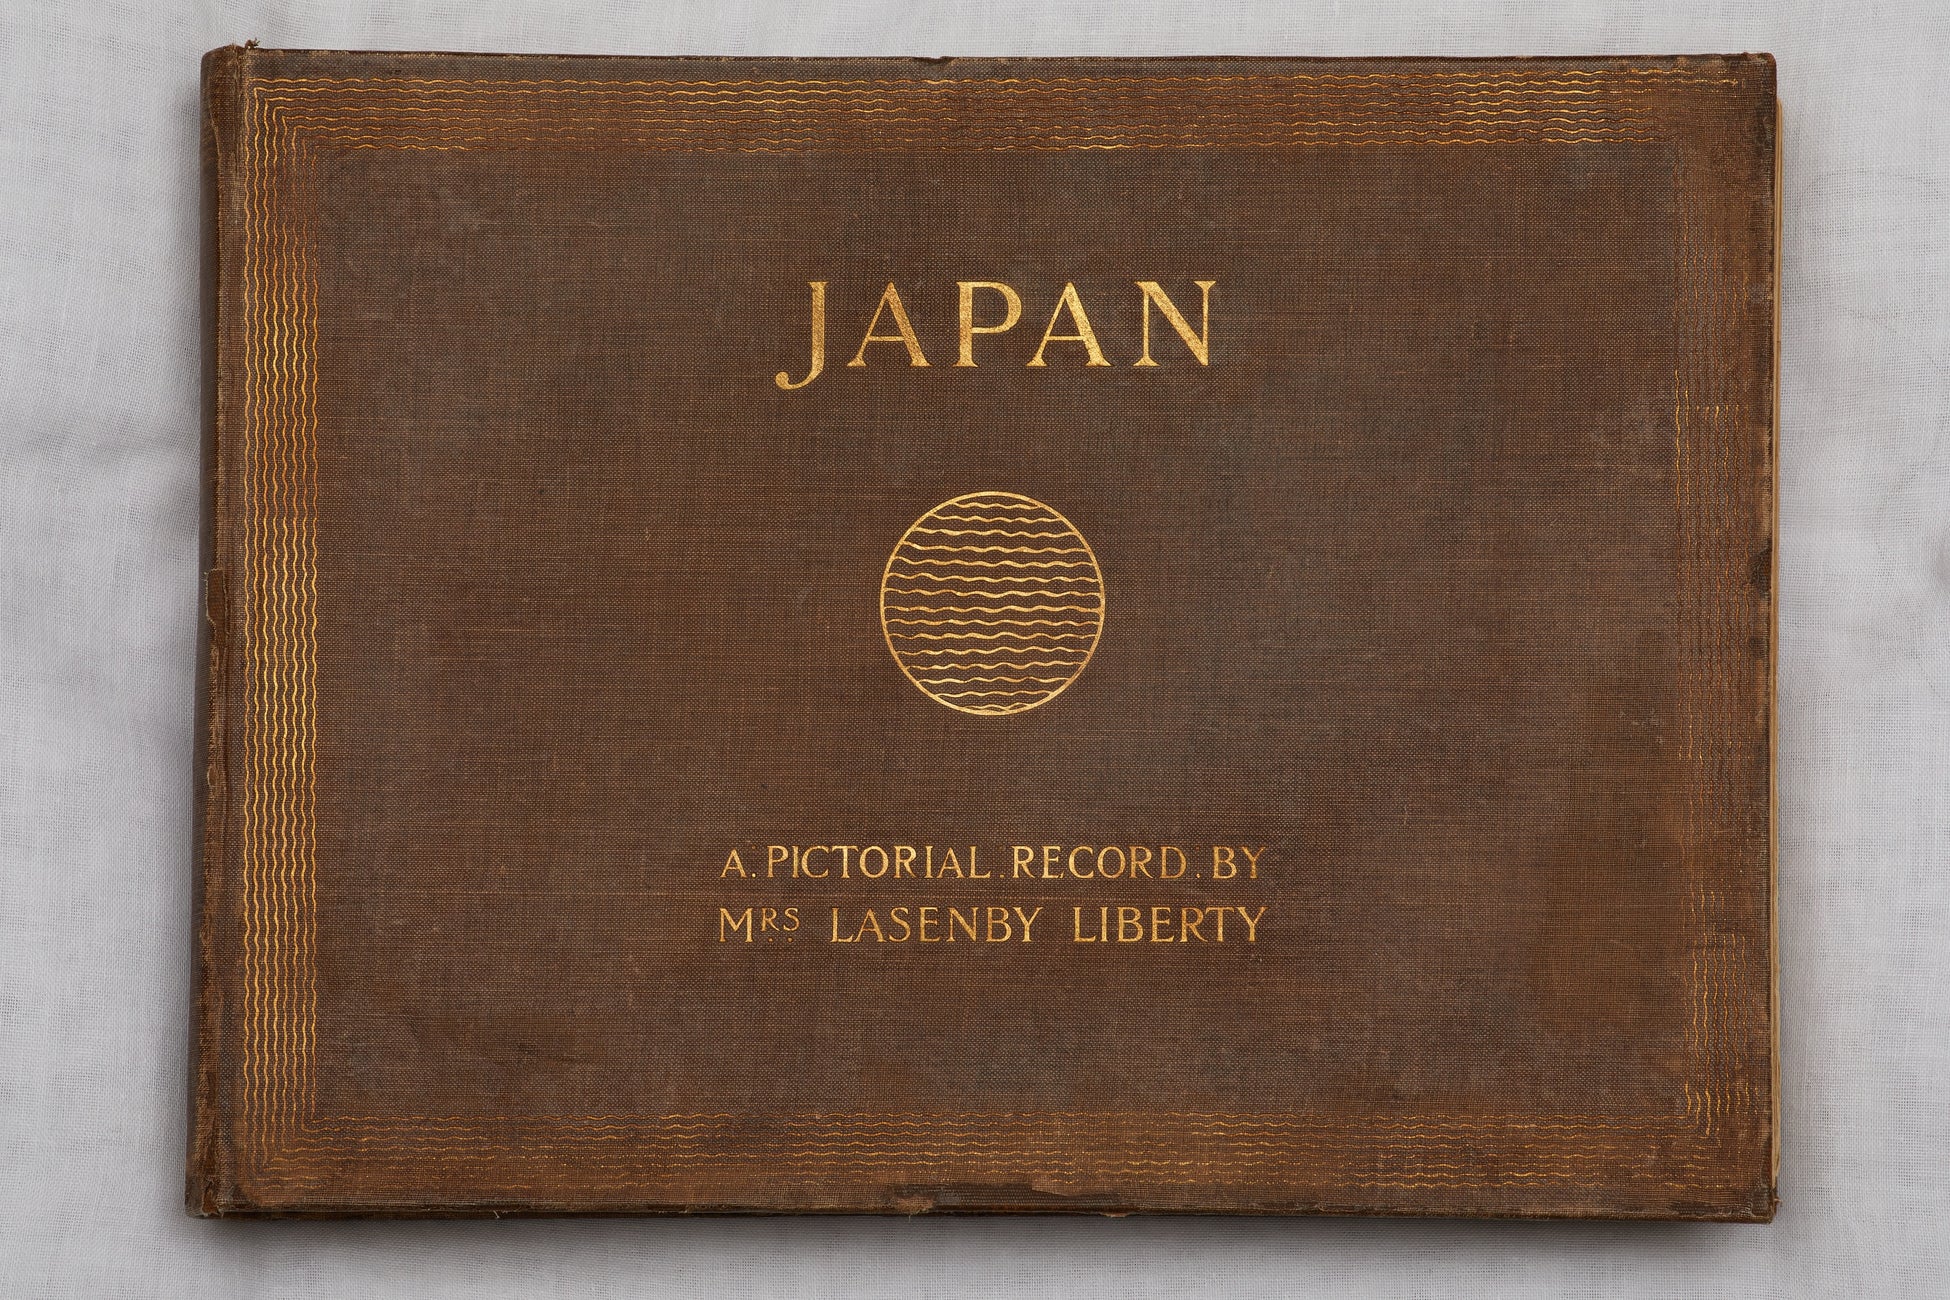 JAPAN
A. PICTORIAL. RECORD. BY
MRS LASENBY LIBERTY